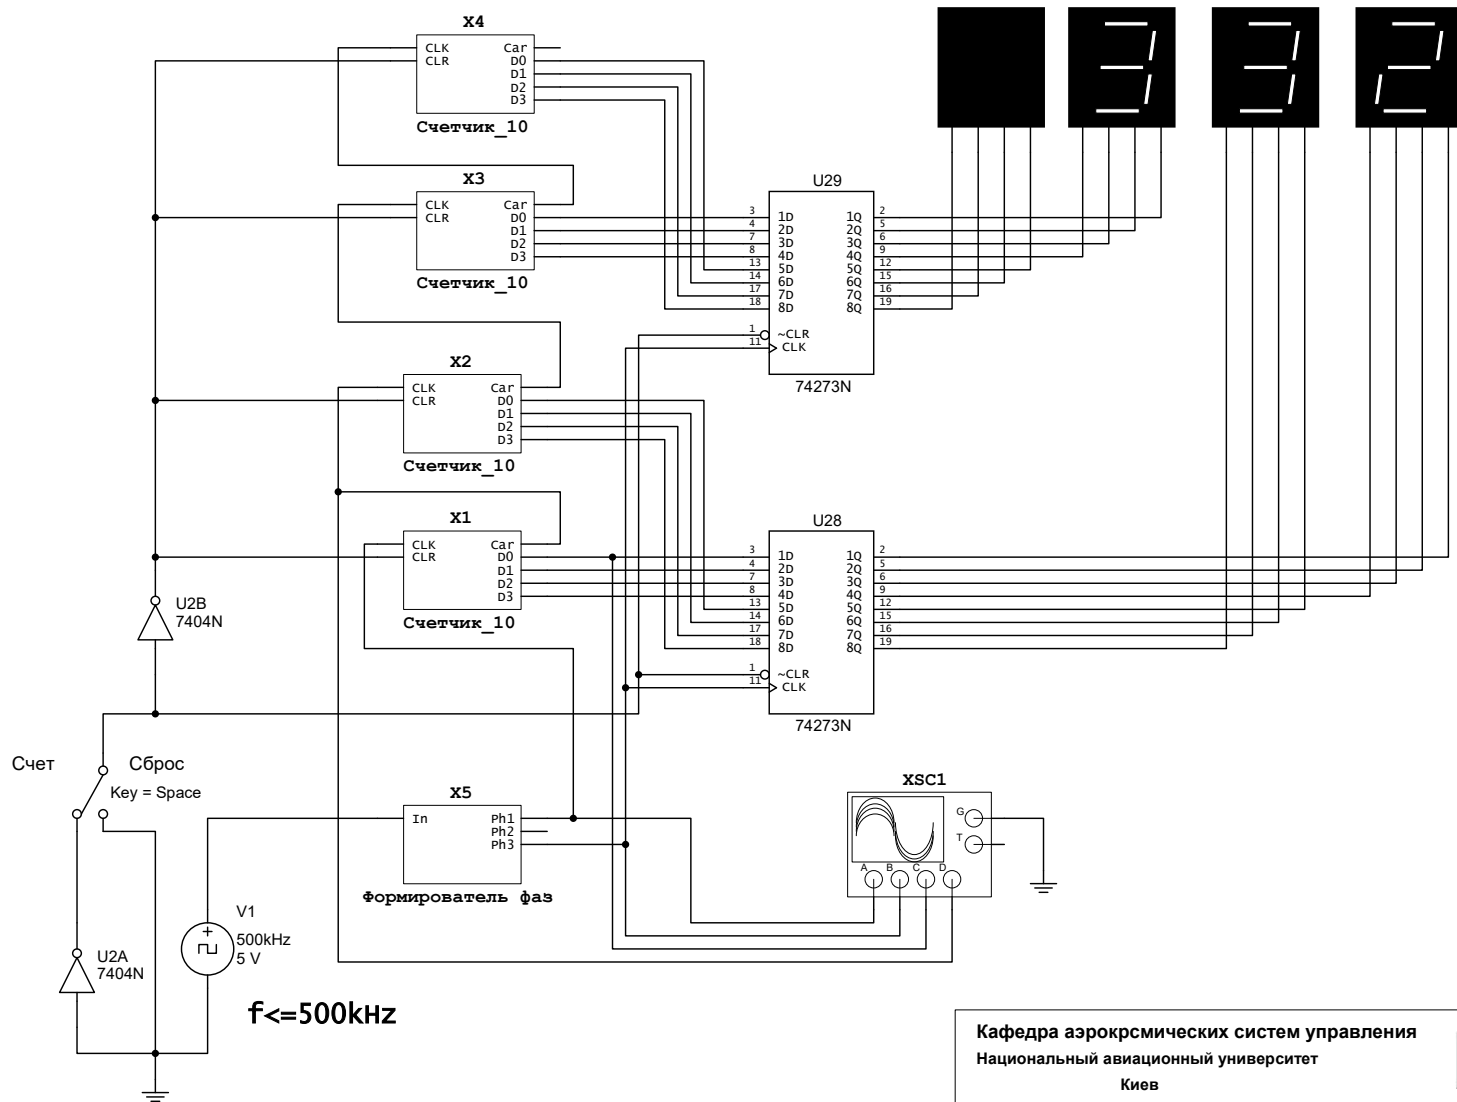 X4
CLK Car
CLR D0
D1
D2
D3
Счетчик_10
X3
CLK Car
CLR D0
D1
D2
D3
Счетчик_10
X2
CLK Car
CLR D0
D1
D2
D3
Счетчик_10
X1
CLK Car
CLR D0
D1
D2
D3
Счетчик_10
332
U29
3 1D 1Q 2
4 2D 2Q 5
7 3D 3Q 6
8 4D 4Q 9
13 5D 5Q 12
14 6D 6Q 15
17 7D 7Q 16
18 8D 8Q 19
1 ~CLR
11 CLK
74273N
U28
3 1D 1Q 2
4 2D 2Q 5
7 3D 3Q 6
8 4D 4Q 9
13 5D 5Q 12
14 6D 6Q 15
17 7D 7Q 16
18 8D 8Q 19
1 ~CLR
11 CLK
74273N
U2B
7404N
Счет Сброс
Key = Space
X5
In Ph1
Ph2
Ph3
Формирователь фаз
XSC1
G
T
A B C D
V1
500kHz
5 V
U2A
7404N
f<=500kHz
Кафедра аэрокрсмических систем управления
Национальный авиационный университет
Киев